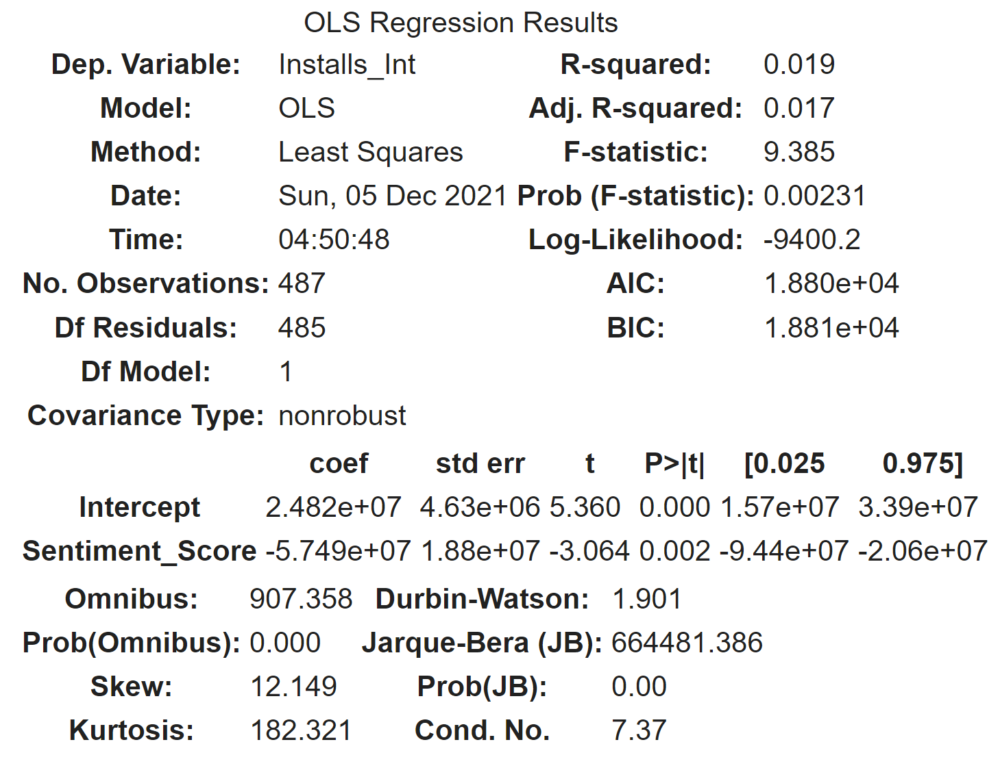 OLS Regression Results
Dep. Variable: Installs_Int R-squared: 0.019
Model: OLS Adj. R-squared: 0.017
Method: Least Squares F-statistic: 9.385
Date: Sun, 05 Dec 2021 Prob (F-statistic): 0.00231
Time: 04:50:48 Log-Likelihood: -9400.2
No. Observations: 487 AIC: 1.880e+04
Df Residuals: 485 BIC: 1.881e+04
Df Model: 1
Covariance Type: nonrobust
coef std err t P>|t| [0.025 0.975]
Intercept 2.482e+07 4.63e+06 5.360 0.000 1.57e+07 3.39e+07
Sentiment_Score -5.749e+07 1.88e+07 -3.064 0.002 -9.44e+07 -2.06e+07
Omnibus: 907.358 Durbin-Watson: 1.901
Prob(Omnibus): 0.000 Jarque-Bera (JB): 664481.386
Skew: 12.149 Prob(JB): 0.00
Kurtosis: 182.321 Cond. No. 7.37